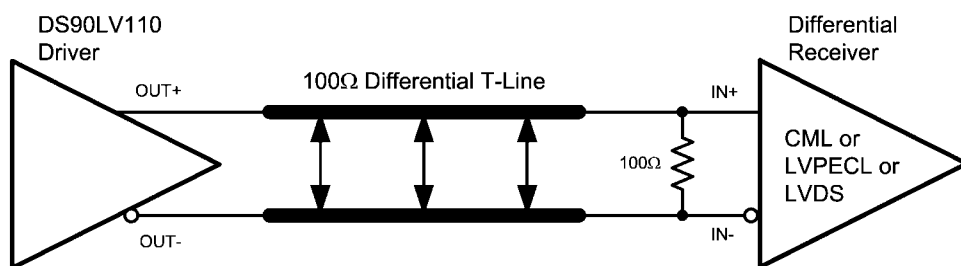 DS90LV110
Driver
OUT+
OUT-
100Ω Differential T-Line
100Ω
IN+
IN-
Differential
Receiver
CML or
LVPECL or
LVDS